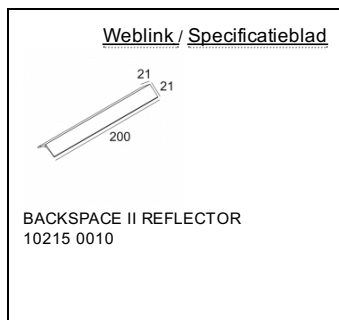 Weblink / Specificatieblad
21
21
200
BACKSPACE II REFLECTOR
10215 0010